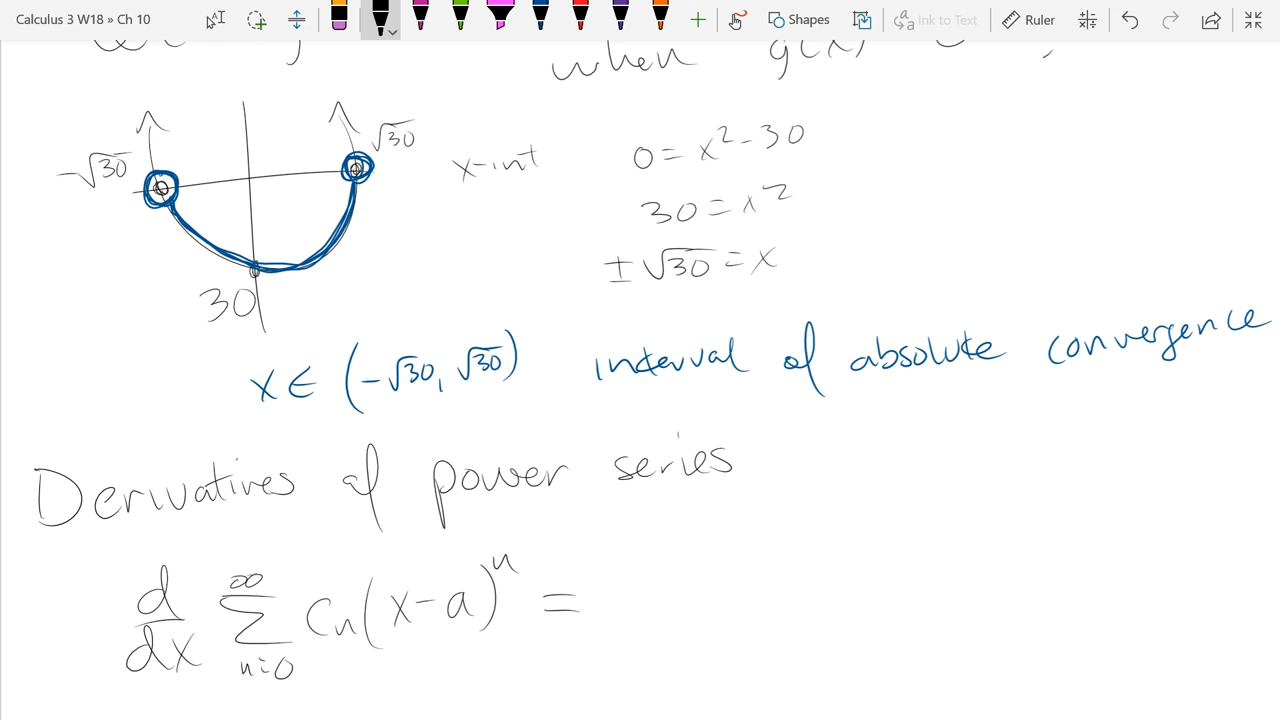 Calculus 3 W18 » Ch 10
Shapes
Ink to Text
Ruler
when g(x)
-√30
√30
x-int
0 = x² - 30
30 = x²
± √30 = x
30
x ∈ (-√30, √30) interval of absolute convergence
Derivatives of power series
d/dx ∞ Σ n=0 Cn(x-a)ⁿ =